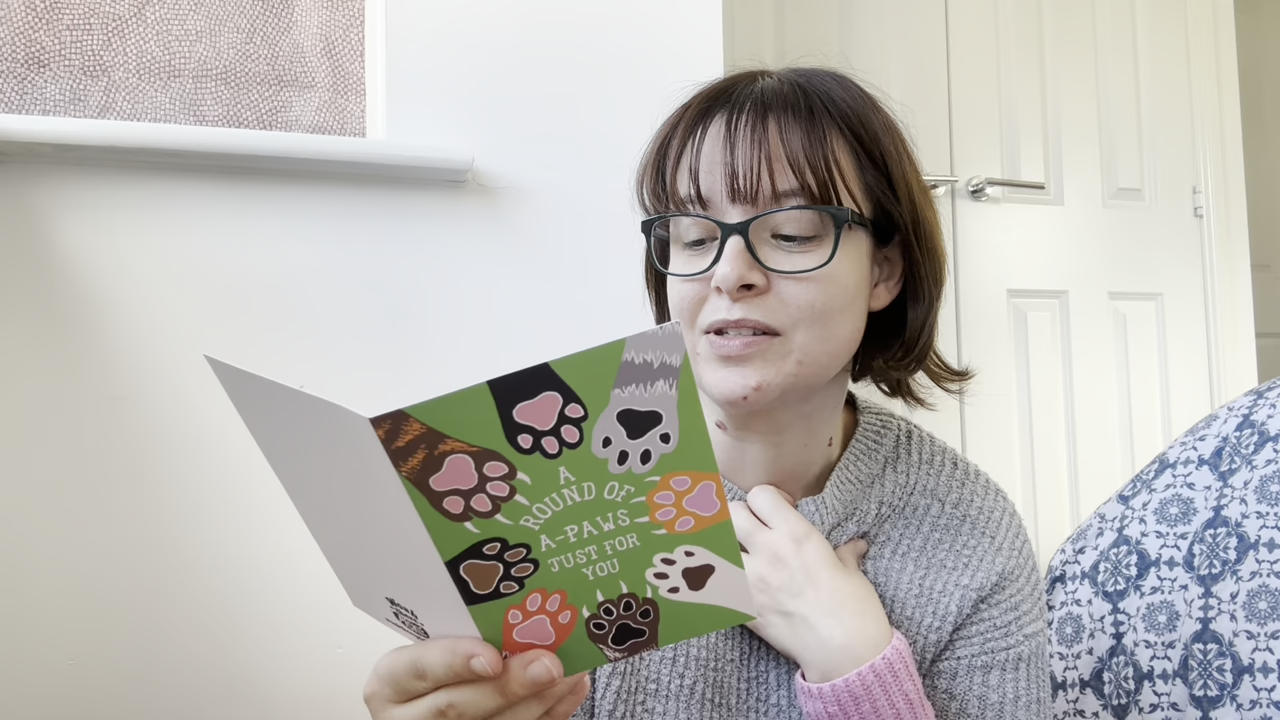 A
ROUND OF
A-PAWS
JUST FOR
YOU